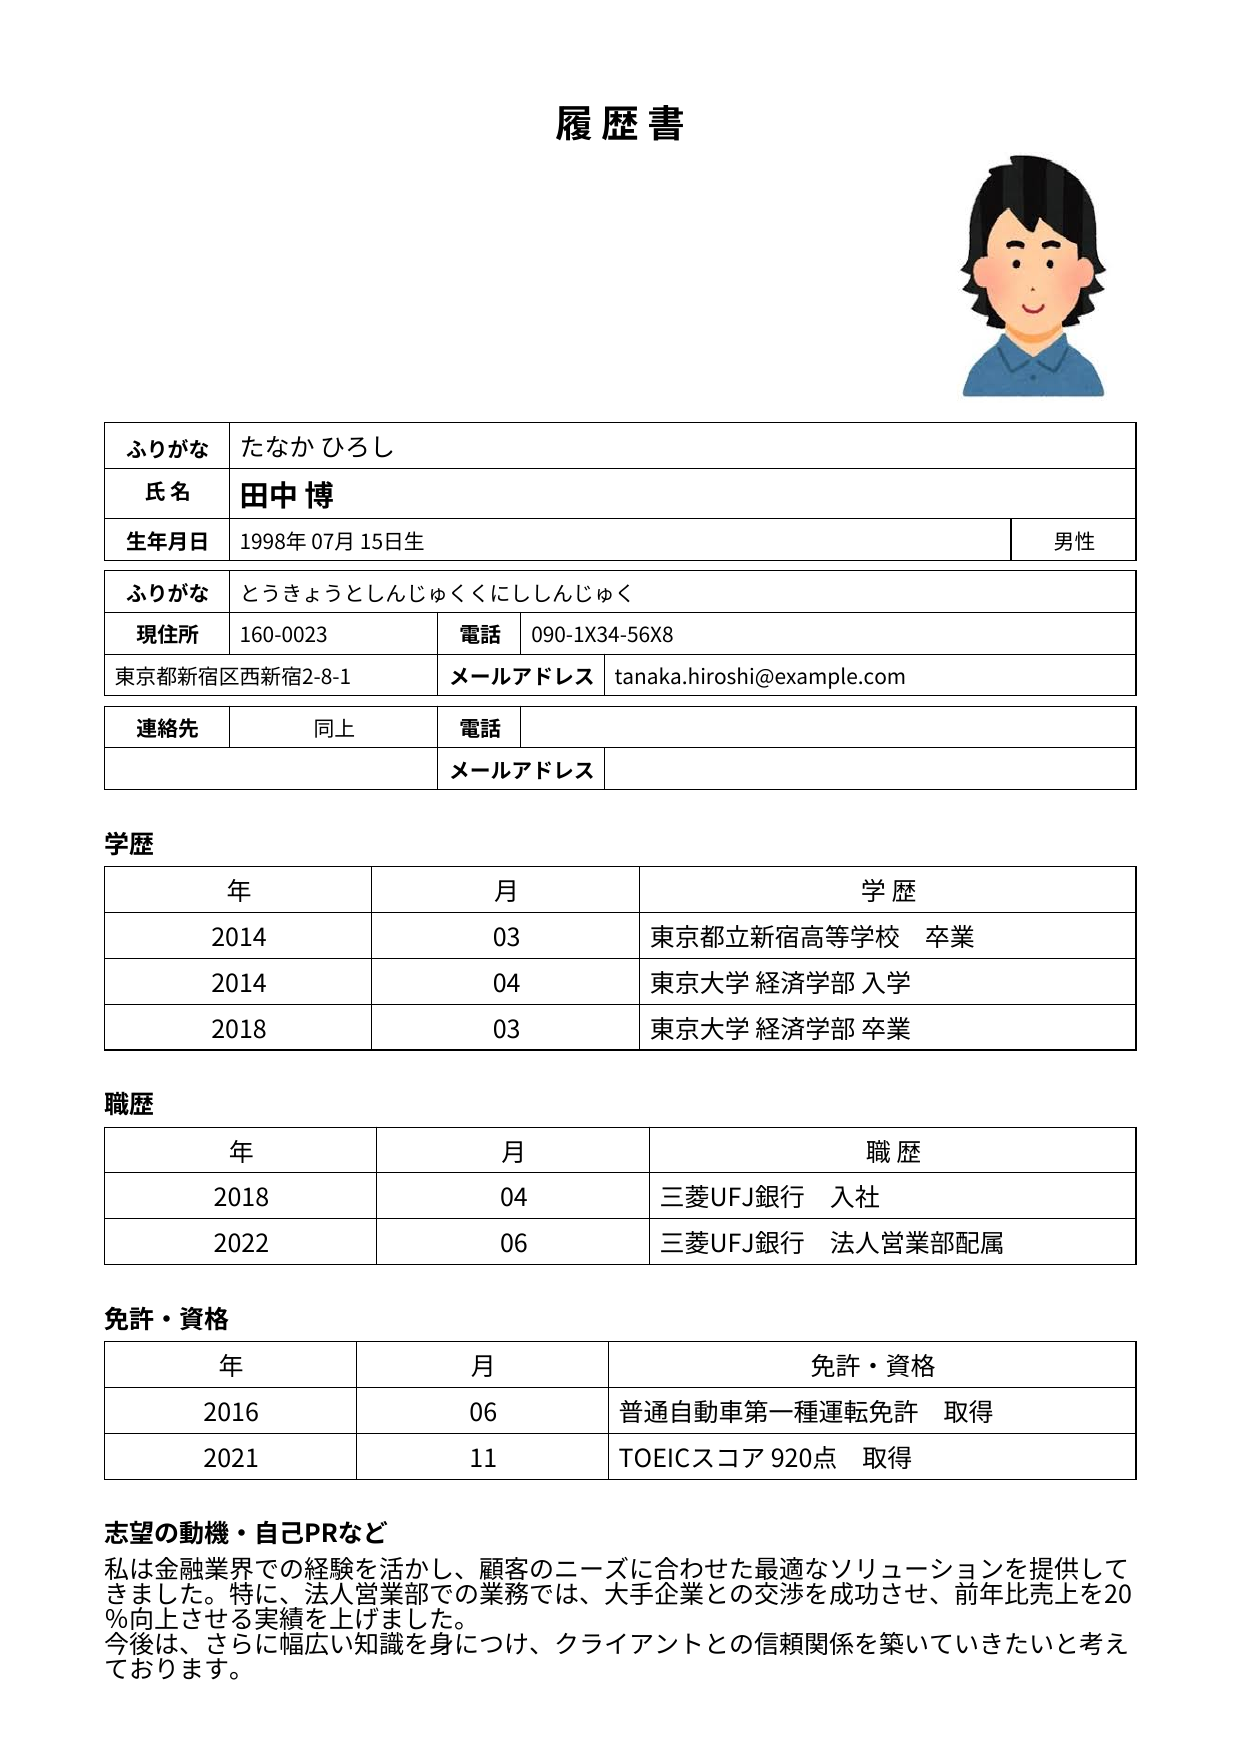 履 歴 書
ふりがな たなか ひろし
氏 名 田中 博
生年月日 1998年 07月 15日生 男性
ふりがな とうきょうとしんじゅくくにししんじゅく
現住所 160-0023 電話 090-1X34-56X8
東京都新宿区西新宿2-8-1 メールアドレス tanaka.hiroshi@example.com
連絡先 同上 電話
メールアドレス
学歴
年 月 学 歴
2014 03 東京都立新宿高等学校　卒業
2014 04 東京大学 経済学部 入学
2018 03 東京大学 経済学部 卒業
職歴
年 月 職 歴
2018 04 三菱UFJ銀行　入社
2022 06 三菱UFJ銀行　法人営業部配属
免許・資格
年 月 免許・資格
2016 06 普通自動車第一種運転免許　取得
2021 11 TOEICスコア 920点　取得
志望の動機・自己PRなど
私は金融業界での経験を活かし、顧客のニーズに合わせた最適なソリューションを提供して
きました。特に、法人営業部での業務では、大手企業との交渉を成功させ、前年比売上を20
%向上させる実績を上げました。
今後は、さらに幅広い知識を身につけ、クライアントとの信頼関係を築いていきたいと考え
ております。